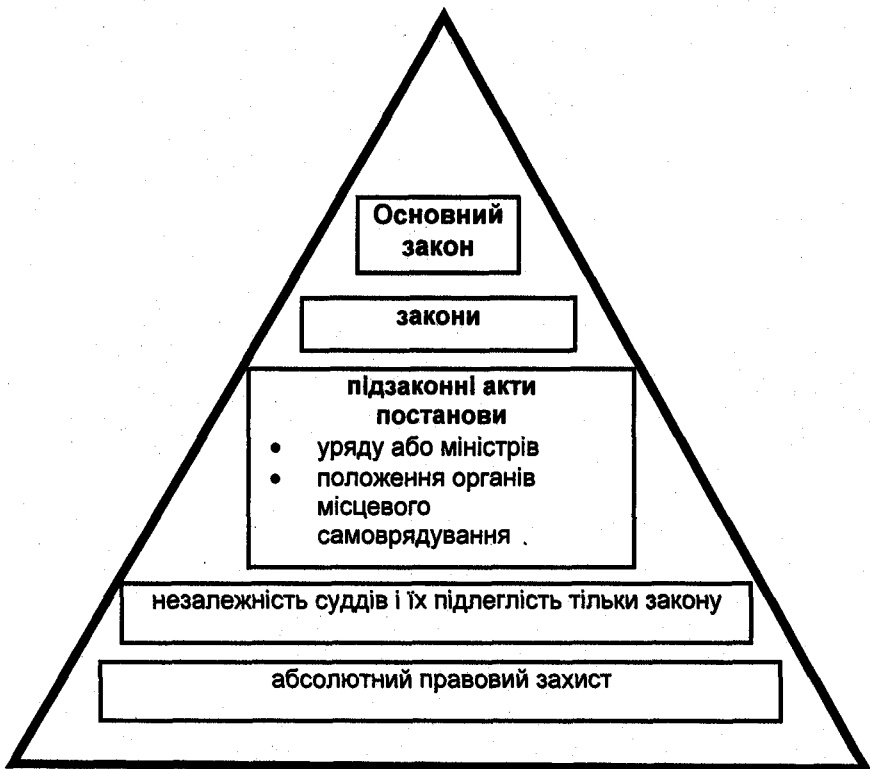 Основний
закон
закони
підзаконні акти
постанови
• уряду або міністрів
• положення органів
місцевого
самоврядування .
незалежність суддів і їх підлеглість тільки закону
абсолютний правовий захист